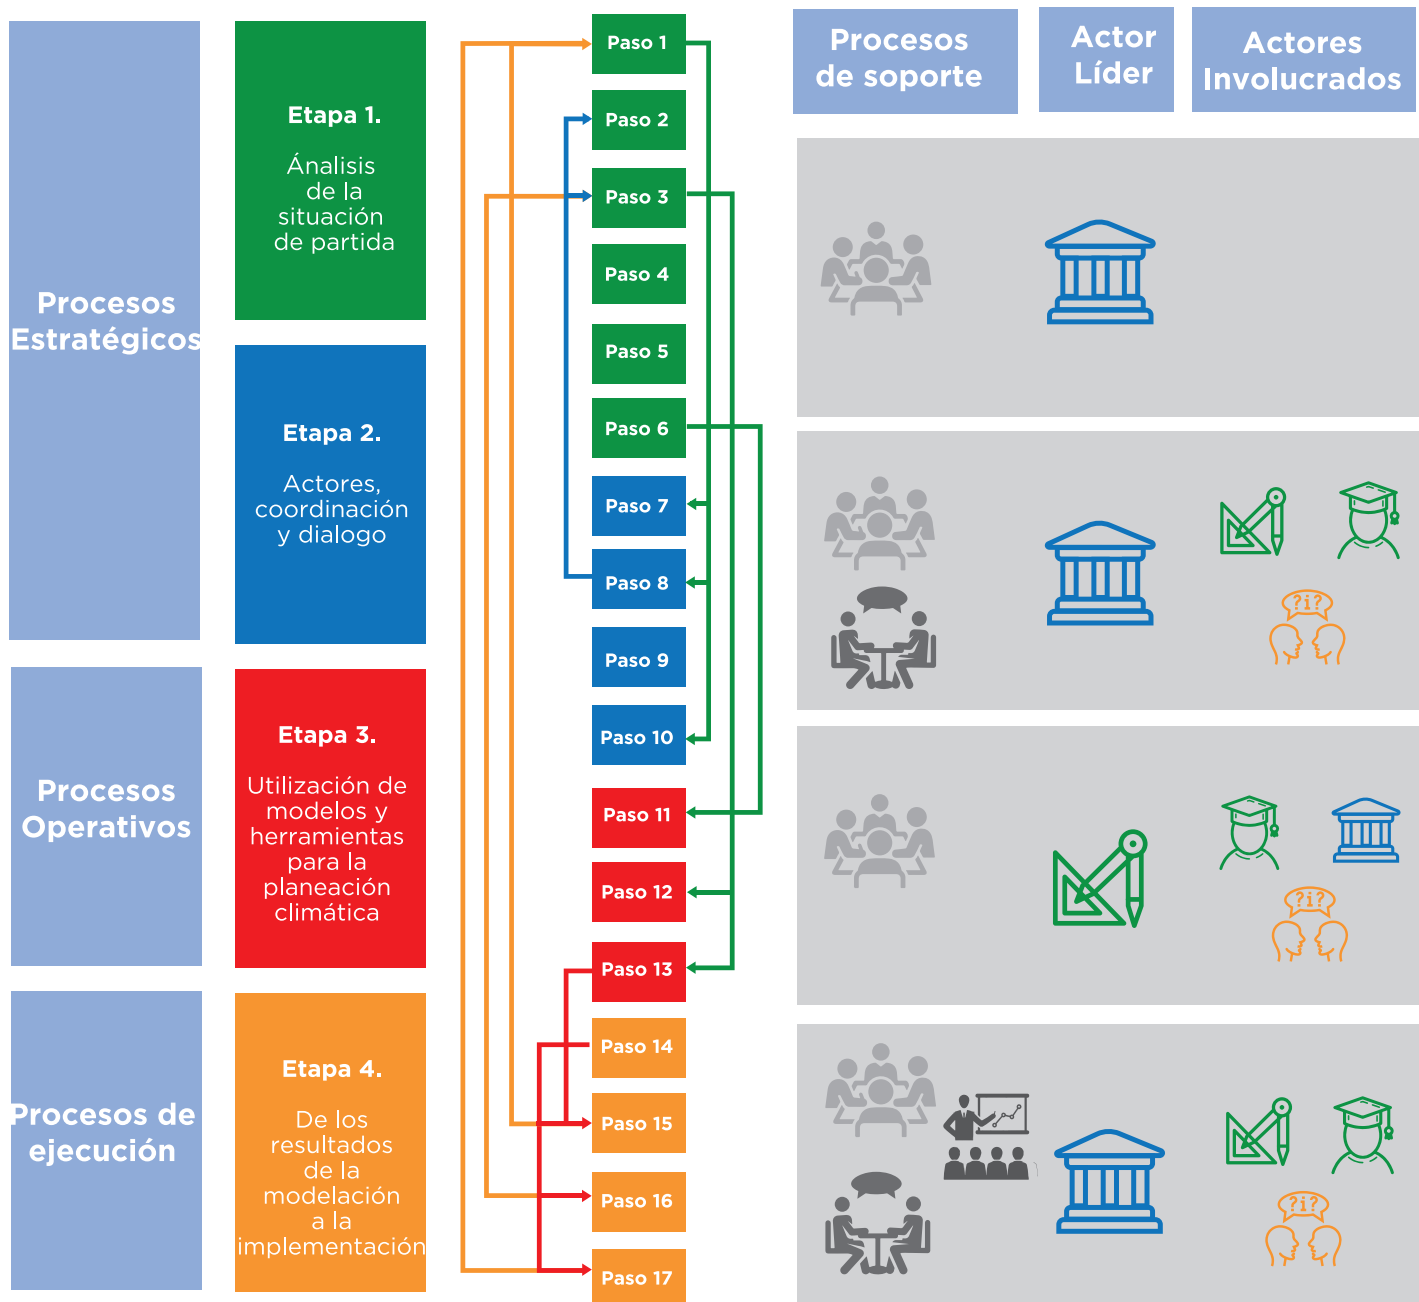 Procesos
Estratégicos
Procesos
Operativos
Procesos de
ejecución
Etapa 1.
Ánalisis
de la
situación
de partida
Etapa 2.
Actores,
coordinación
y dialogo
Etapa 3.
Utilización de
modelos y
herramientas
para la
planeación
climática
Etapa 4.
De los
resultados
de la
modelación
a la
implementación
Paso 1
Paso 2
Paso 3
Paso 4
Paso 5
Paso 6
Paso 7
Paso 8
Paso 9
Paso 10
Paso 11
Paso 12
Paso 13
Paso 14
Paso 15
Paso 16
Paso 17
Procesos
de soporte
Actor
Líder
Actores
Involucrados
?i?
?i?
?i?